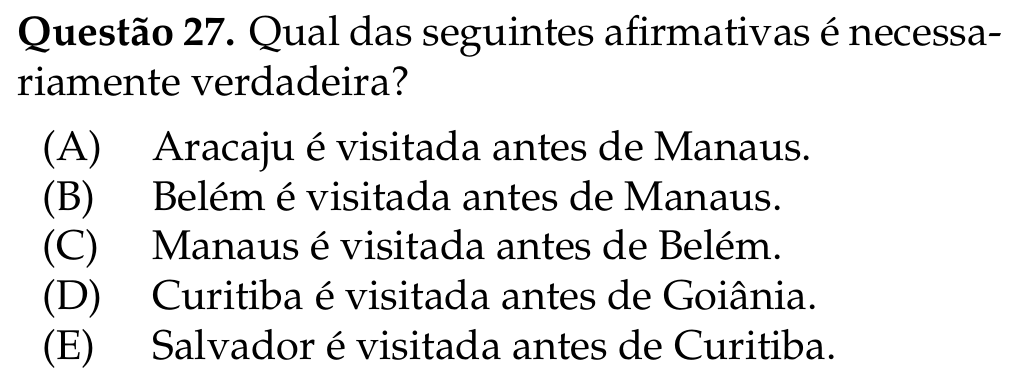 Questão 27. Qual das seguintes afirmativas é necessa-
riamente verdadeira?
(A) Aracaju é visitada antes de Manaus.
(B) Belém é visitada antes de Manaus.
(C) Manaus é visitada antes de Belém.
(D) Curitiba é visitada antes de Goiânia.
(E) Salvador é visitada antes de Curitiba.